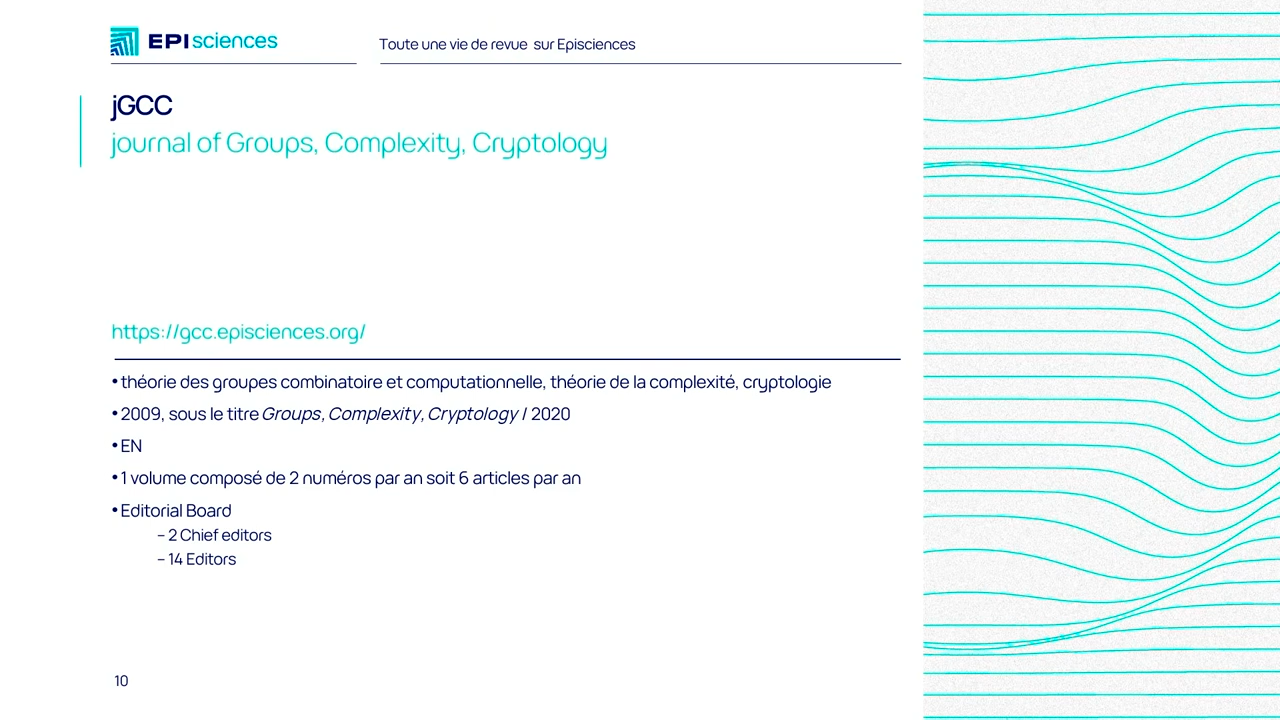 EPIsciences
Toute une vie de revue sur Episciences
jGCC
journal of Groups, Complexity, Cryptology
https://gcc.episciences.org/
• théorie des groupes combinatoire et computationnelle, théorie de la complexité, cryptologie
• 2009, sous le titre Groups, Complexity, Cryptology / 2020
• EN
• 1 volume composé de 2 numéros par an soit 6 articles par an
• Editorial Board
– 2 Chief editors
– 14 Editors
10